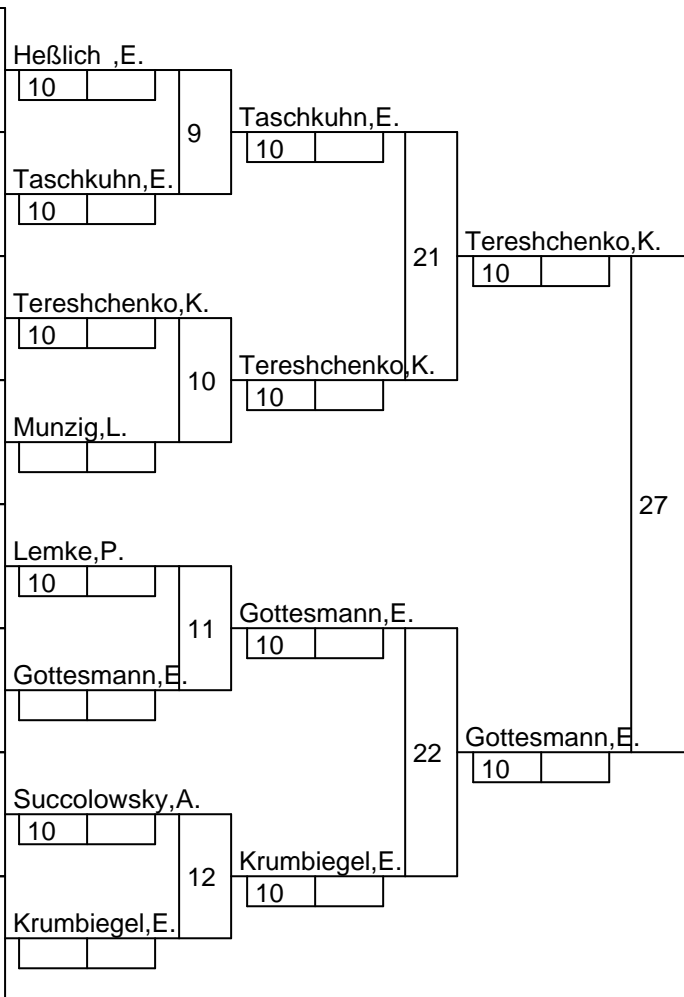 Heßlich ,E.
10
9
Taschkuhn,E.
10
Taschkuhn,E.
10
21
Tereshchenko,K.
10
Tereshchenko,K.
10
10
Tereshchenko,K.
10
Munzig,L.
27
Lemke,P.
10
11
Gottesmann,E.
10
Gottesmann,E.
22
Gottesmann,E.
10
Succolowsky,A.
10
12
Krumbiegel,E.
10
Krumbiegel,E.